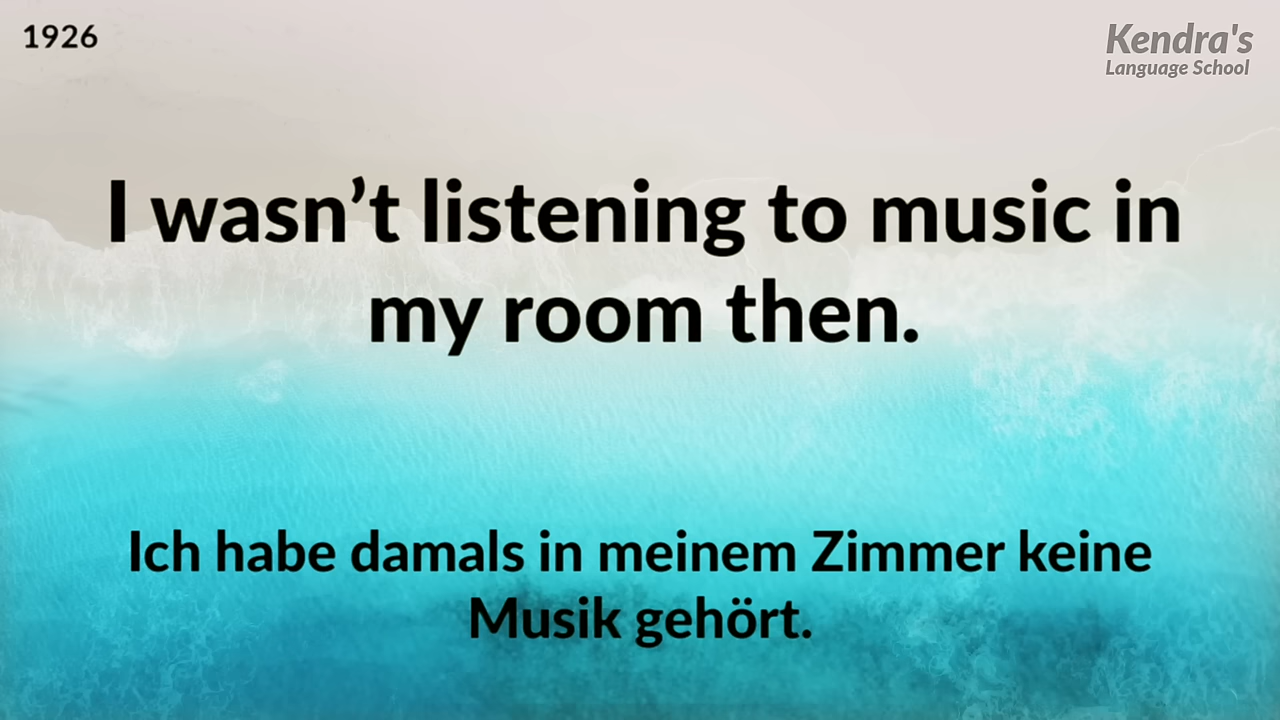 1926
Kendra's
Language School
I wasn’t listening to music in
my room then.
Ich habe damals in meinem Zimmer keine
Musik gehört.